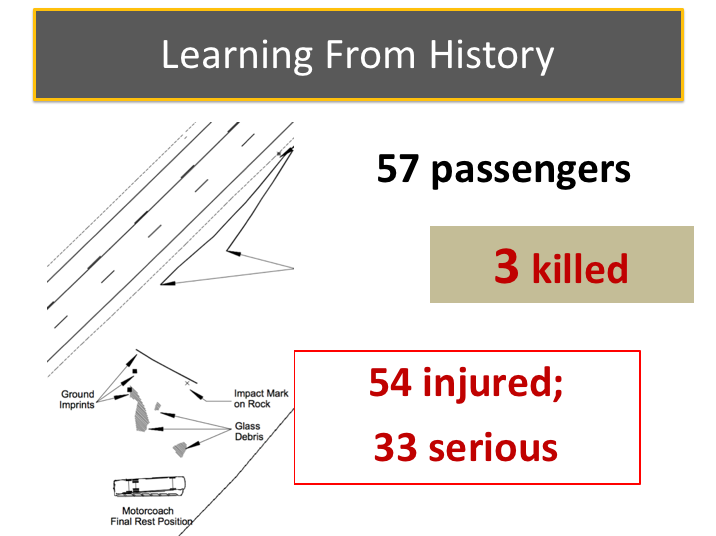 Learning From History
57 passengers
3 killed
54 injured;
33 serious
Ground
Imprints
Impact Mark
on Rock
Glass
Debris
Motorcoach
Final Rest Position